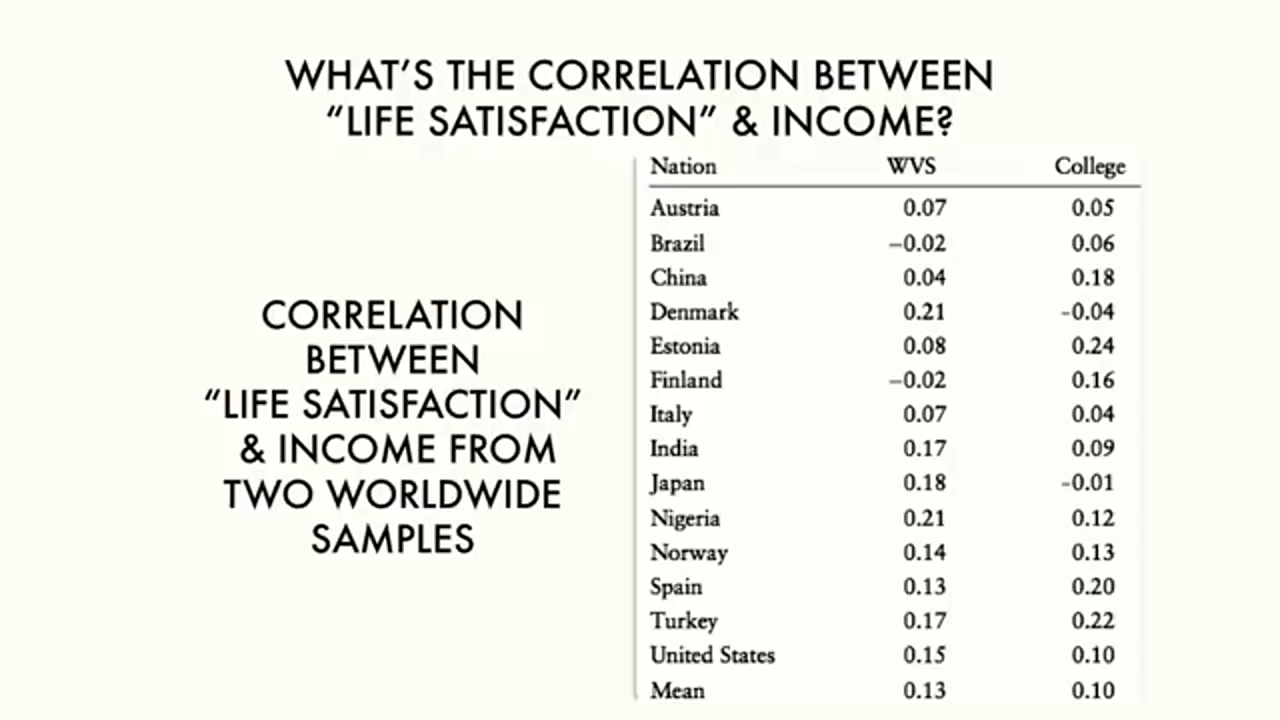 WHAT’S THE CORRELATION BETWEEN
“LIFE SATISFACTION” & INCOME?
CORRELATION
BETWEEN
“LIFE SATISFACTION”
& INCOME FROM
TWO WORLDWIDE
SAMPLES
Nation WVS College
Austria 0.07 0.05
Brazil −0.02 0.06
China 0.04 0.18
Denmark 0.21 -0.04
Estonia 0.08 0.24
Finland −0.02 0.16
Italy 0.07 0.04
India 0.17 0.09
Japan 0.18 -0.01
Nigeria 0.21 0.12
Norway 0.14 0.13
Spain 0.13 0.20
Turkey 0.17 0.22
United States 0.15 0.10
Mean 0.13 0.10